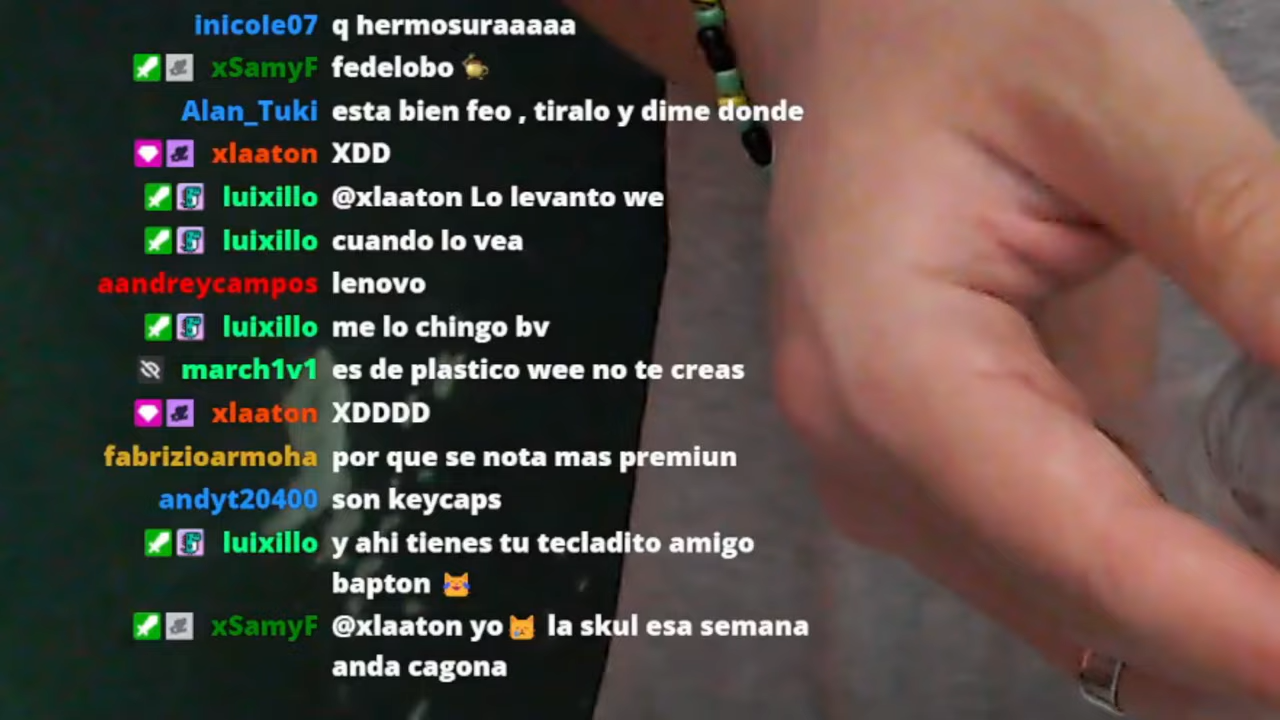 inicole07 q hermosuraaaaa
xSamyF fedelobo
Alan_Tuki esta bien feo , tiralo y dime donde
xlaaton XDD
luixillo @xlaaton Lo levanto we
luixillo cuando lo vea
aandreycampos lenovo
luixillo me lo chingo bv
march1v1 es de plastico wee no te creas
xlaaton XDDDD
fabrizioarmoha por que se nota mas premiun
andyt20400 son keycaps
luixillo y ahi tienes tu tecladito amigo
bapton
xSamyF @xlaaton yo la skul esa semana
anda cagona